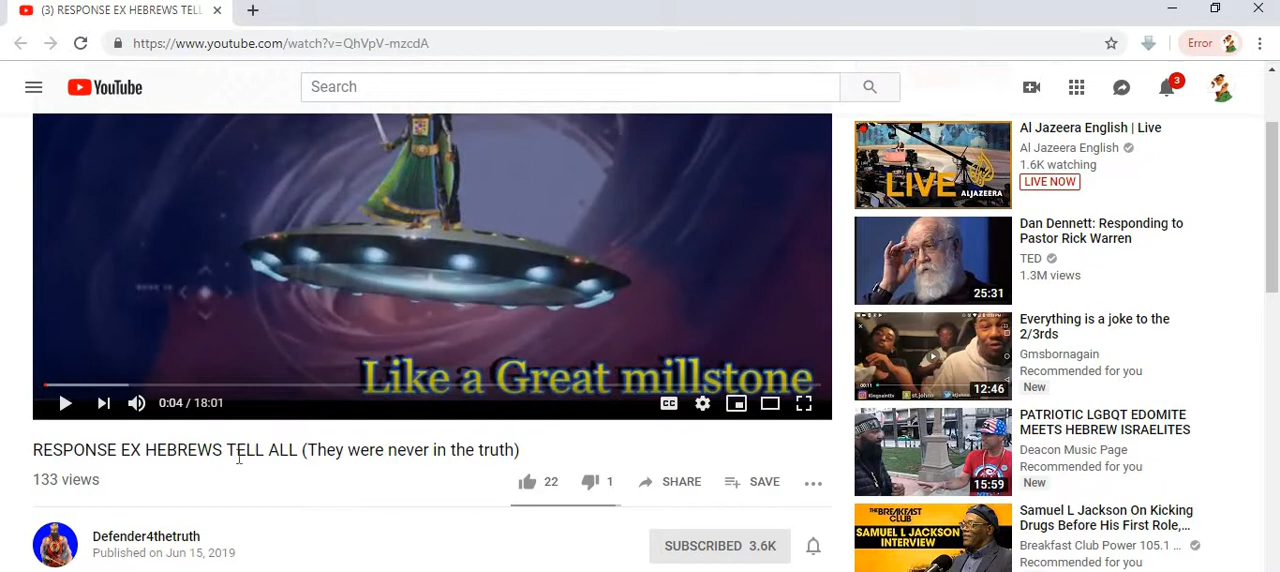 (3) RESPONSE EX HEBREWS TELL
https://www.youtube.com/watch?v=QhVpV-mzcdA
Error
YouTube
Search
3
Like a Great millstone
0:04 / 18:01
CC
RESPONSE EX HEBREWS TELL ALL (They were never in the truth)
133 views
22
1
SHARE
SAVE
Defender4thetruth
Published on Jun 15, 2019
SUBSCRIBED 3.6K
LIVE
ALJAZEERA
Al Jazeera English | Live
Al Jazeera English
1.6K watching
LIVE NOW
25:31
Dan Dennett: Responding to
Pastor Rick Warren
TED
1.3M views
12:46
Everything is a joke to the
2/3rds
Gmsbornagain
Recommended for you
New
15:59
PATRIOTIC LGBQT EDOMITE
MEETS HEBREW ISRAELITES
Deacon Music Page
Recommended for you
New
THE BREAKFAST
CLUB
SAMUEL L JACKSON
INTERVIEW
Samuel L Jackson On Kicking
Drugs Before His First Role,...
Breakfast Club Power 105.1 ...
Recommended for you